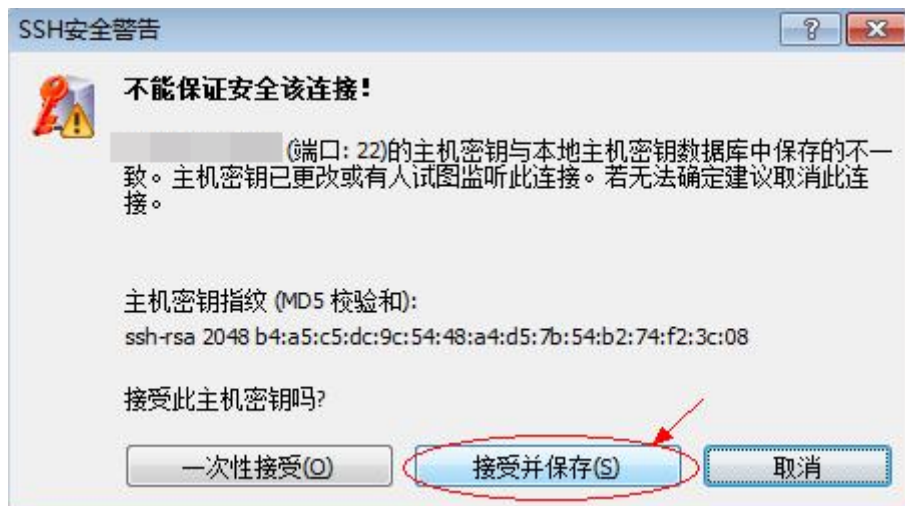 SSH安全警告
不能保证安全该连接!
(端口: 22)的主机密钥与本地主机密钥数据库中保存的不一
致。主机密钥已更改或有人试图监听此连接。若无法确定建议取消此连
接。
主机密钥指纹 (MD5 校验和):
ssh-rsa 2048 b4:a5:c5:dc:9c:54:48:a4:d5:7b:54:b2:74:f2:3c:08
接受此主机密钥吗?
一次性接受(O) 接受并保存(S) 取消